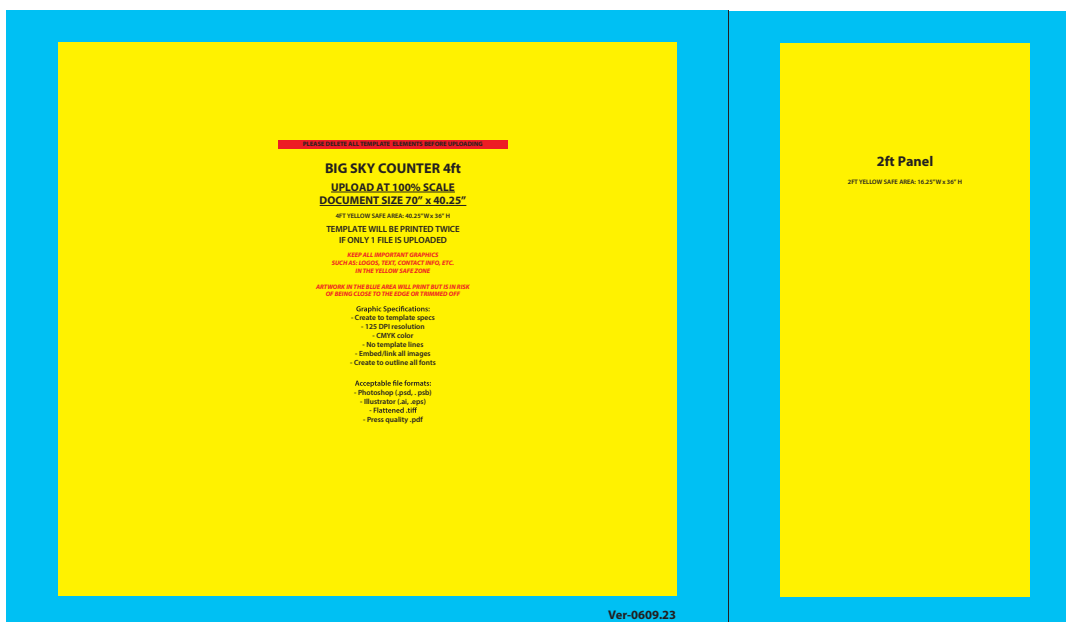 PLEASE DELETE ALL TEMPLATE ELEMENTS BEFORE UPLOADING
BIG SKY COUNTER 4ft
UPLOAD AT 100% SCALE
DOCUMENT SIZE 70” x 40.25”
4FT YELLOW SAFE AREA: 40.25”W x 36” H
TEMPLATE WILL BE PRINTED TWICE
IF ONLY 1 FILE IS UPLOADED
KEEP ALL IMPORTANT GRAPHICS
SUCH AS: LOGOS, TEXT, CONTACT INFO, ETC.
IN THE YELLOW SAFE ZONE
ARTWORK IN THE BLUE AREA WILL PRINT BUT IS IN RISK
OF BEING CLOSE TO THE EDGE OR TRIMMED OFF
Graphic Specifications:
- Create to template specs
- 125 DPI resolution
- CMYK color
- No template lines
- Embed/link all images
- Create to outline all fonts
Acceptable file formats:
- Photoshop (.psd, . psb)
- Illustrator (.ai, .eps)
- Flattened .tiff
- Press quality .pdf
Ver-0609.23
2ft Panel
2FT YELLOW SAFE AREA: 16.25”W x 36” H